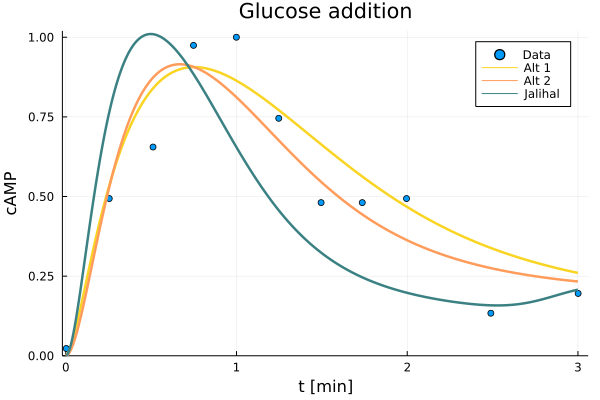 Glucose addition
Data
Alt 1
Alt 2
Jalihal
cAMP
1.00
0.75
0.50
0.25
0.00
0
1
2
3
t [min]